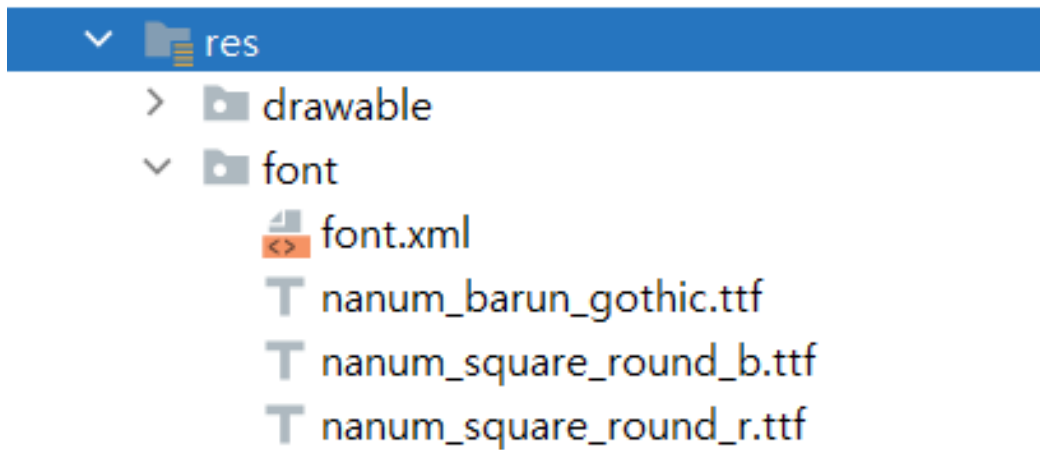 res
drawable
font
font.xml
nanum_barun_gothic.ttf
nanum_square_round_b.ttf
nanum_square_round_r.ttf